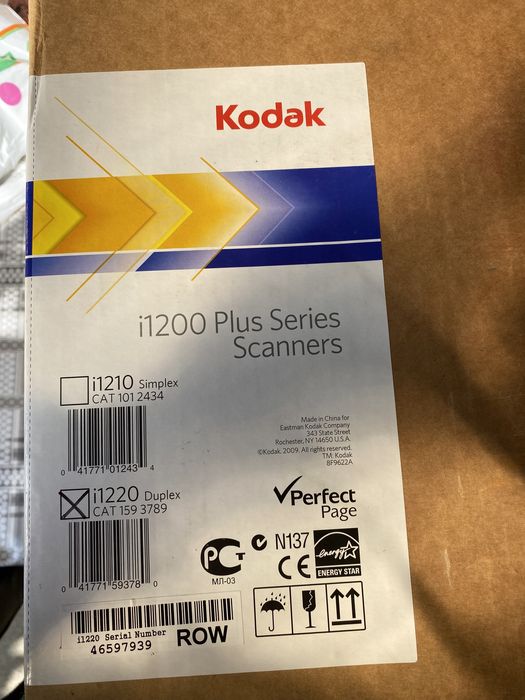 Kodak
i1200 Plus Series
Scanners
i1210 Simplex
CAT 101 2434
0 41771 01243 4
Made in China for
Eastman Kodak Company
343 State Street
Rochester, NY 14650 U.S.A.
©Kodak, 2009. All rights reserved.
TM: Kodak
8F9622A
i1220 Duplex
CAT 159 3789
0 41771 59378 0
Perfect
Page
РСТ
МЛ-03
N137
CE
energy
ENERGY STAR
i1220 Serial Number
46597939
ROW